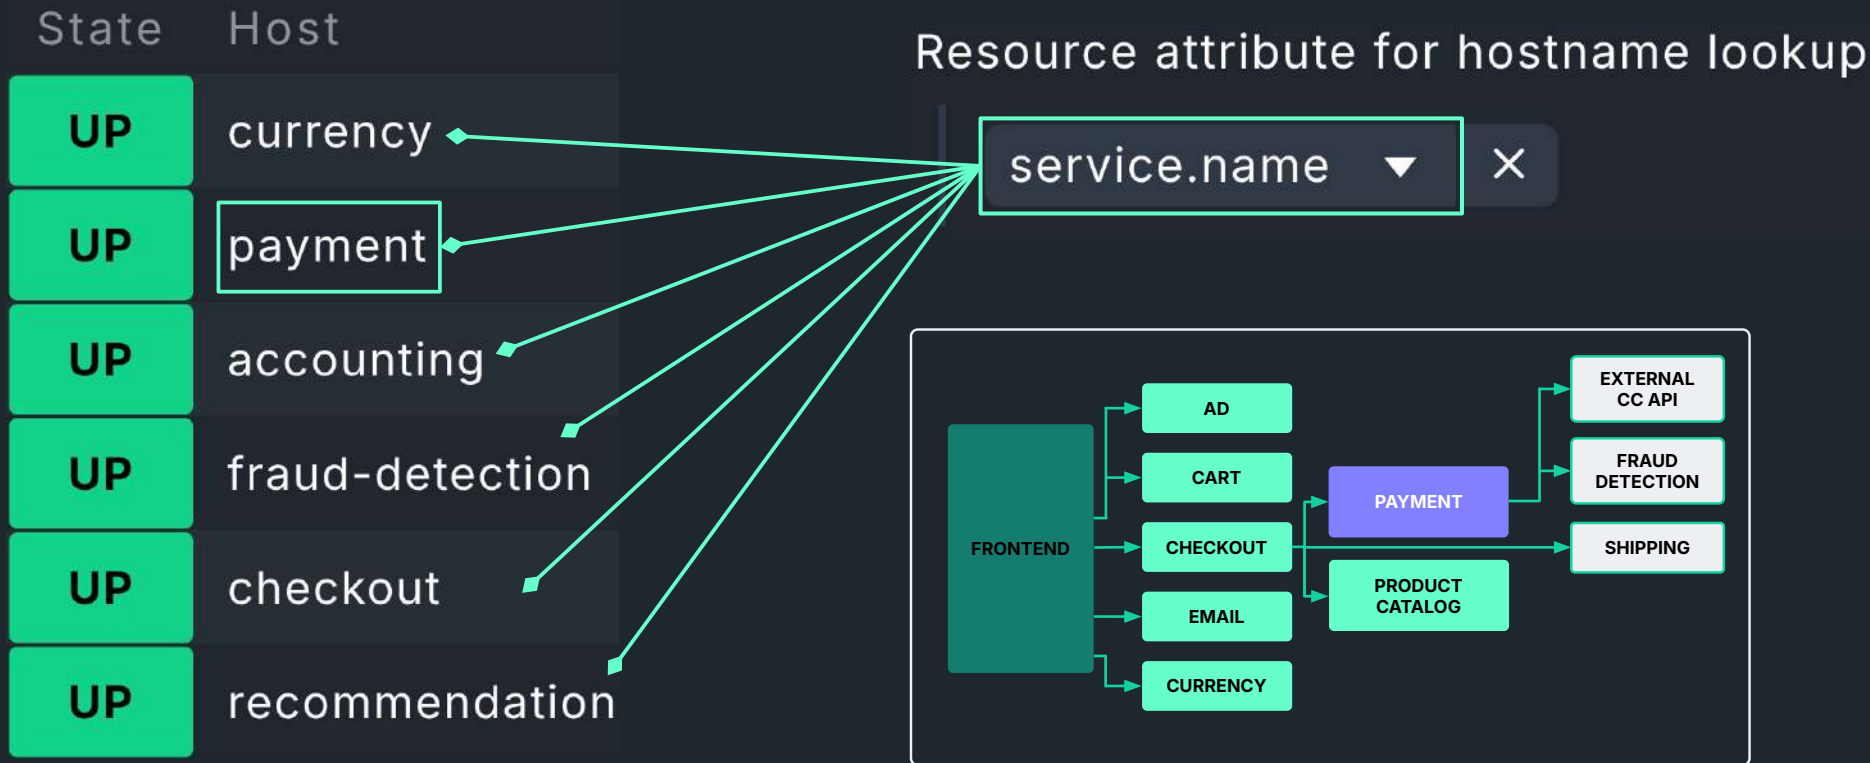 State Host
UP currency
UP payment
UP accounting
UP fraud-detection
UP checkout
UP recommendation
Resource attribute for hostname lookup
service.name
FRONTEND
AD
CART
CHECKOUT
EMAIL
CURRENCY
PAYMENT
PRODUCT
CATALOG
EXTERNAL
CC API
FRAUD
DETECTION
SHIPPING